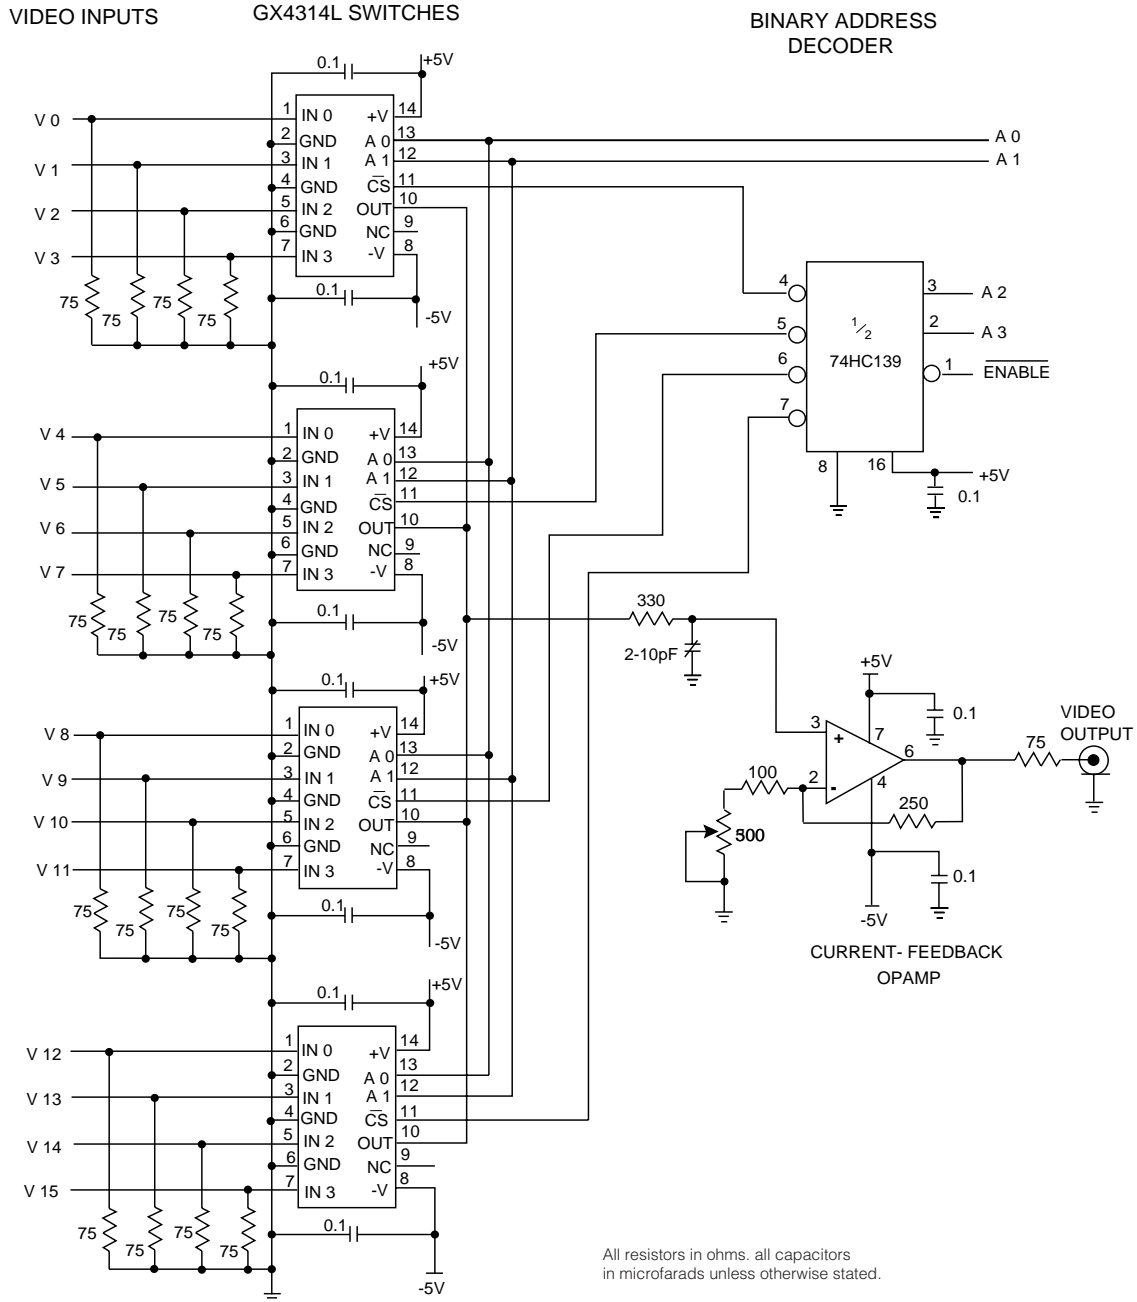 VIDEO INPUTS
GX4314L SWITCHES
BINARY ADDRESS
DECODER
0.1
+5V
V 0
1
IN 0
+V
14
2
GND
A 0
13
A 0
V 1
3
IN 1
A 1
12
A 1
4
GND
CS
11
V 2
5
IN 2
OUT
10
6
GND
NC
9
V 3
7
IN 3
-V
8
75
75
75
75
0.1
-5V
4
5
6
7
1/2
74HC139
3
A 2
2
A 3
1
ENABLE
8
16
+5V
0.1
0.1
+5V
V 4
1
IN 0
+V
14
2
GND
A 0
13
V 5
3
IN 1
A 1
12
4
GND
CS
11
V 6
5
IN 2
OUT
10
6
GND
NC
9
V 7
7
IN 3
-V
8
75
75
75
75
0.1
-5V
330
2-10pF
+5V
0.1
3
+
7
6
2
-
4
100
250
75
VIDEO
OUTPUT
0.1
-5V
CURRENT- FEEDBACK
OPAMP
0.1
+5V
V 8
1
IN 0
+V
14
2
GND
A 0
13
V 9
3
IN 1
A 1
12
4
GND
CS
11
V 10
5
IN 2
OUT
10
6
GND
NC
9
V 11
7
IN 3
-V
8
75
75
75
75
0.1
-5V
0.1
+5V
V 12
1
IN 0
+V
14
2
GND
A 0
13
V 13
3
IN 1
A 1
12
4
GND
CS
11
V 14
5
IN 2
OUT
10
6
GND
NC
9
V 15
7
IN 3
-V
8
75
75
75
75
0.1
-5V
All resistors in ohms. all capacitors
in microfarads unless otherwise stated.